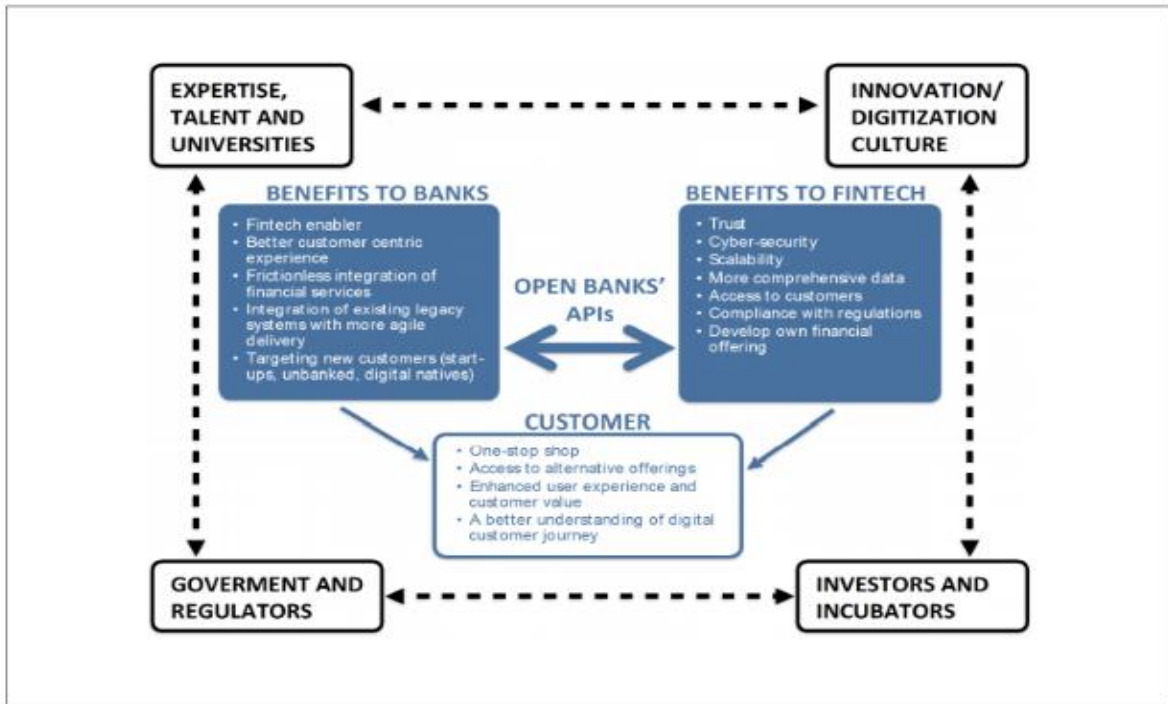 EXPERTISE,
TALENT AND
UNIVERSITIES
INNOVATION/
DIGITIZATION
CULTURE
BENEFITS TO BANKS
• Fintech enabler
• Better customer centric
experience
• Frictionless integration of
financial services
• Integration of existing legacy
systems with more agile
delivery
• Targeting new customers (start-
ups, unbanked, digital natives)
OPEN BANKS'
APIs
BENEFITS TO FINTECH
• Trust
• Cyber-security
• Scalability
• More comprehensive data
• Access to customers
• Compliance with regulations
• Develop own financial
offering
CUSTOMER
• One-stop shop
• Access to alternative offerings
• Enhanced user experience and
customer value
• A better understanding of digital
customer journey
GOVERMENT AND
REGULATORS
INVESTORS AND
INCUBATORS